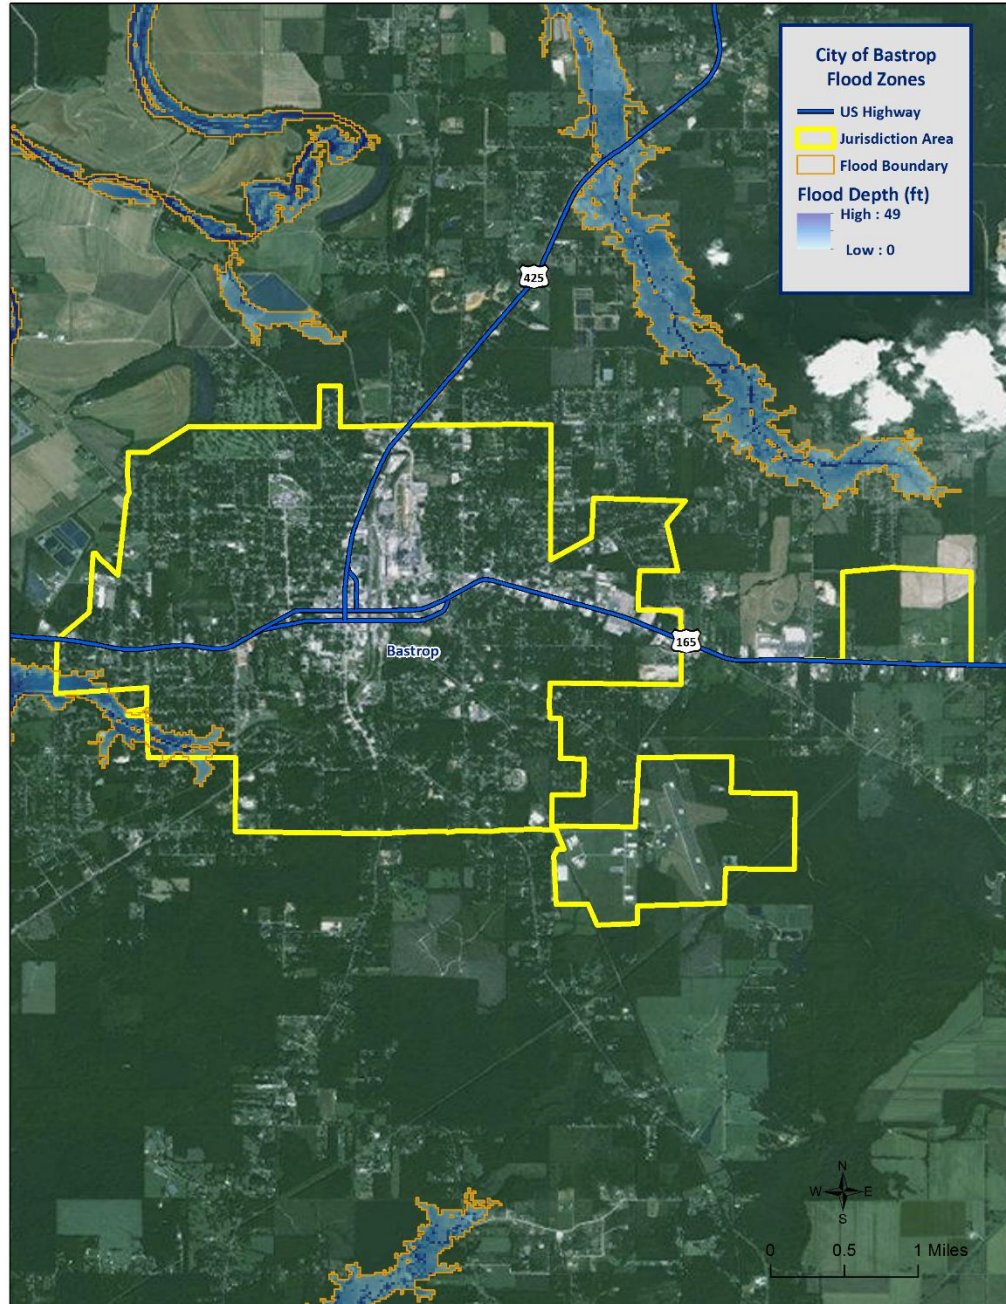 City of Bastrop
Flood Zones
US Highway
Jurisdiction Area
Flood Boundary
Flood Depth (ft)
High : 49
Low : 0
425
165
Bastrop
N
W E
S
0 0.5 1 Miles